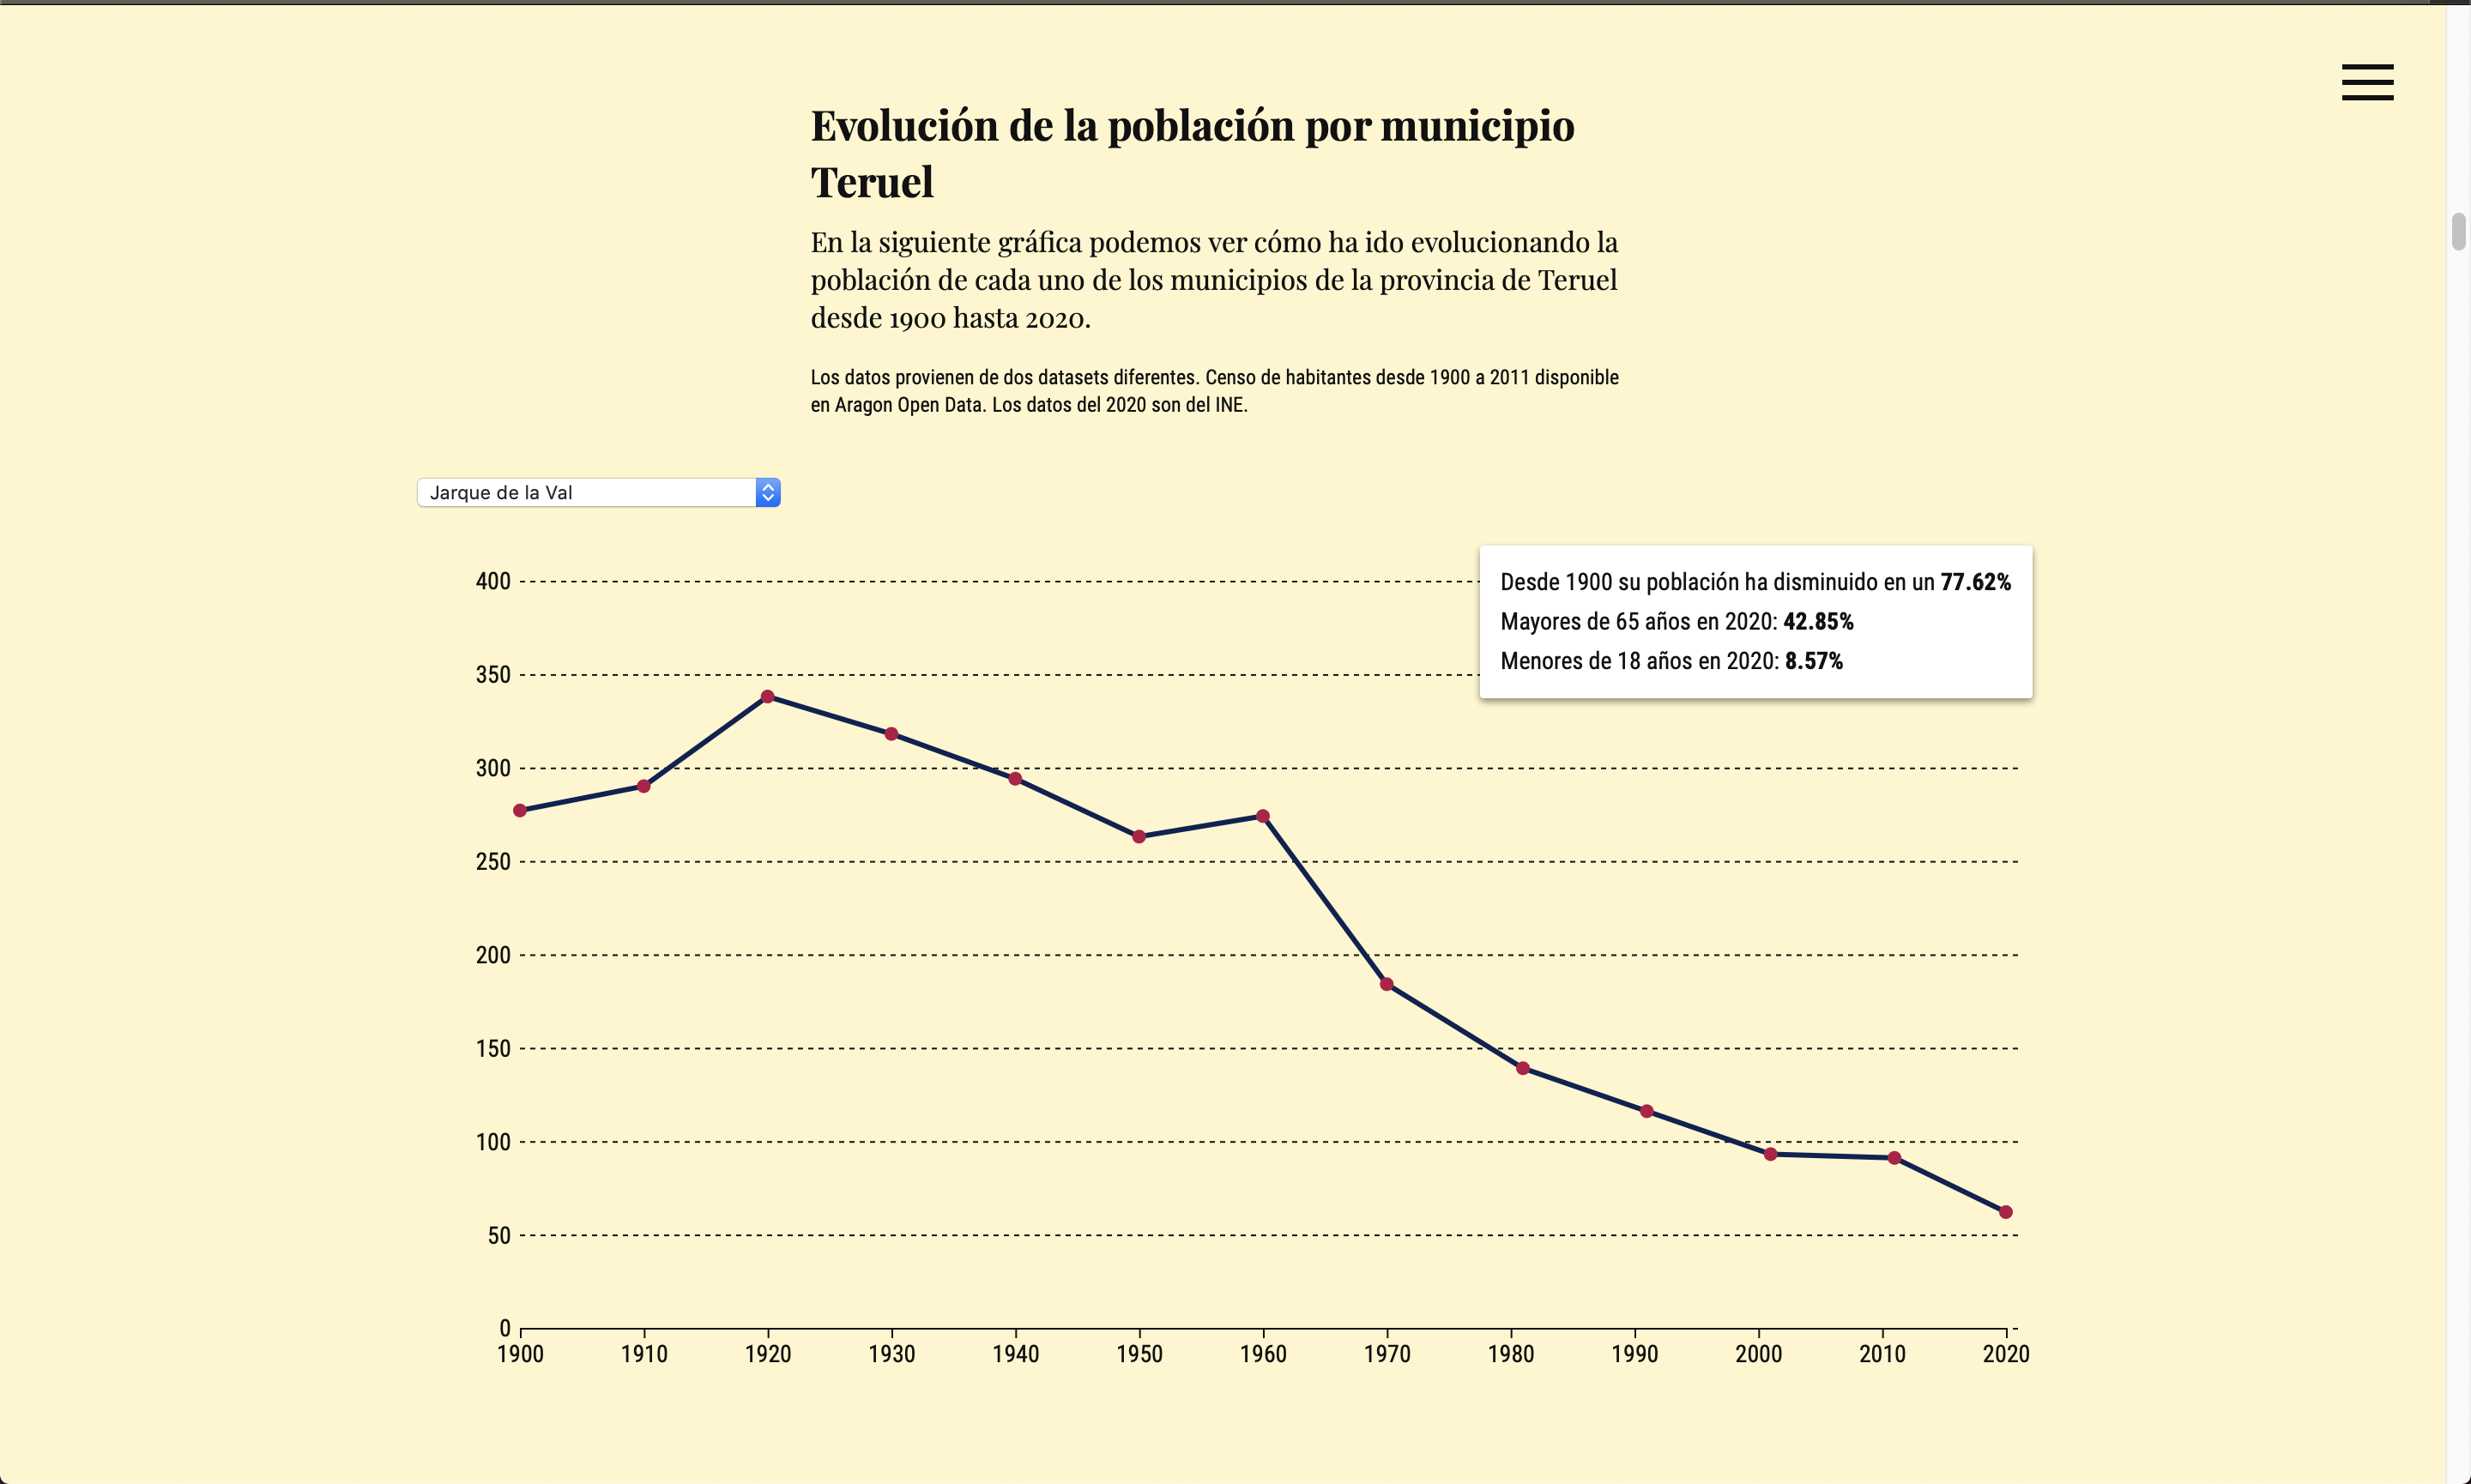 Evolución de la población por municipio
Teruel
En la siguiente gráfica podemos ver cómo ha ido evolucionando la
población de cada uno de los municipios de la provincia de Teruel
desde 1900 hasta 2020.
Los datos provienen de dos datasets diferentes. Censo de habitantes desde 1900 a 2011 disponible
en Aragon Open Data. Los datos del 2020 son del INE.
Jarque de la Val
Desde 1900 su población ha disminuido en un 77.62%
Mayores de 65 años en 2020: 42.85%
Menores de 18 años en 2020: 8.57%
400
350
300
250
200
150
100
50
0
1900 1910 1920 1930 1940 1950 1960 1970 1980 1990 2000 2010 2020